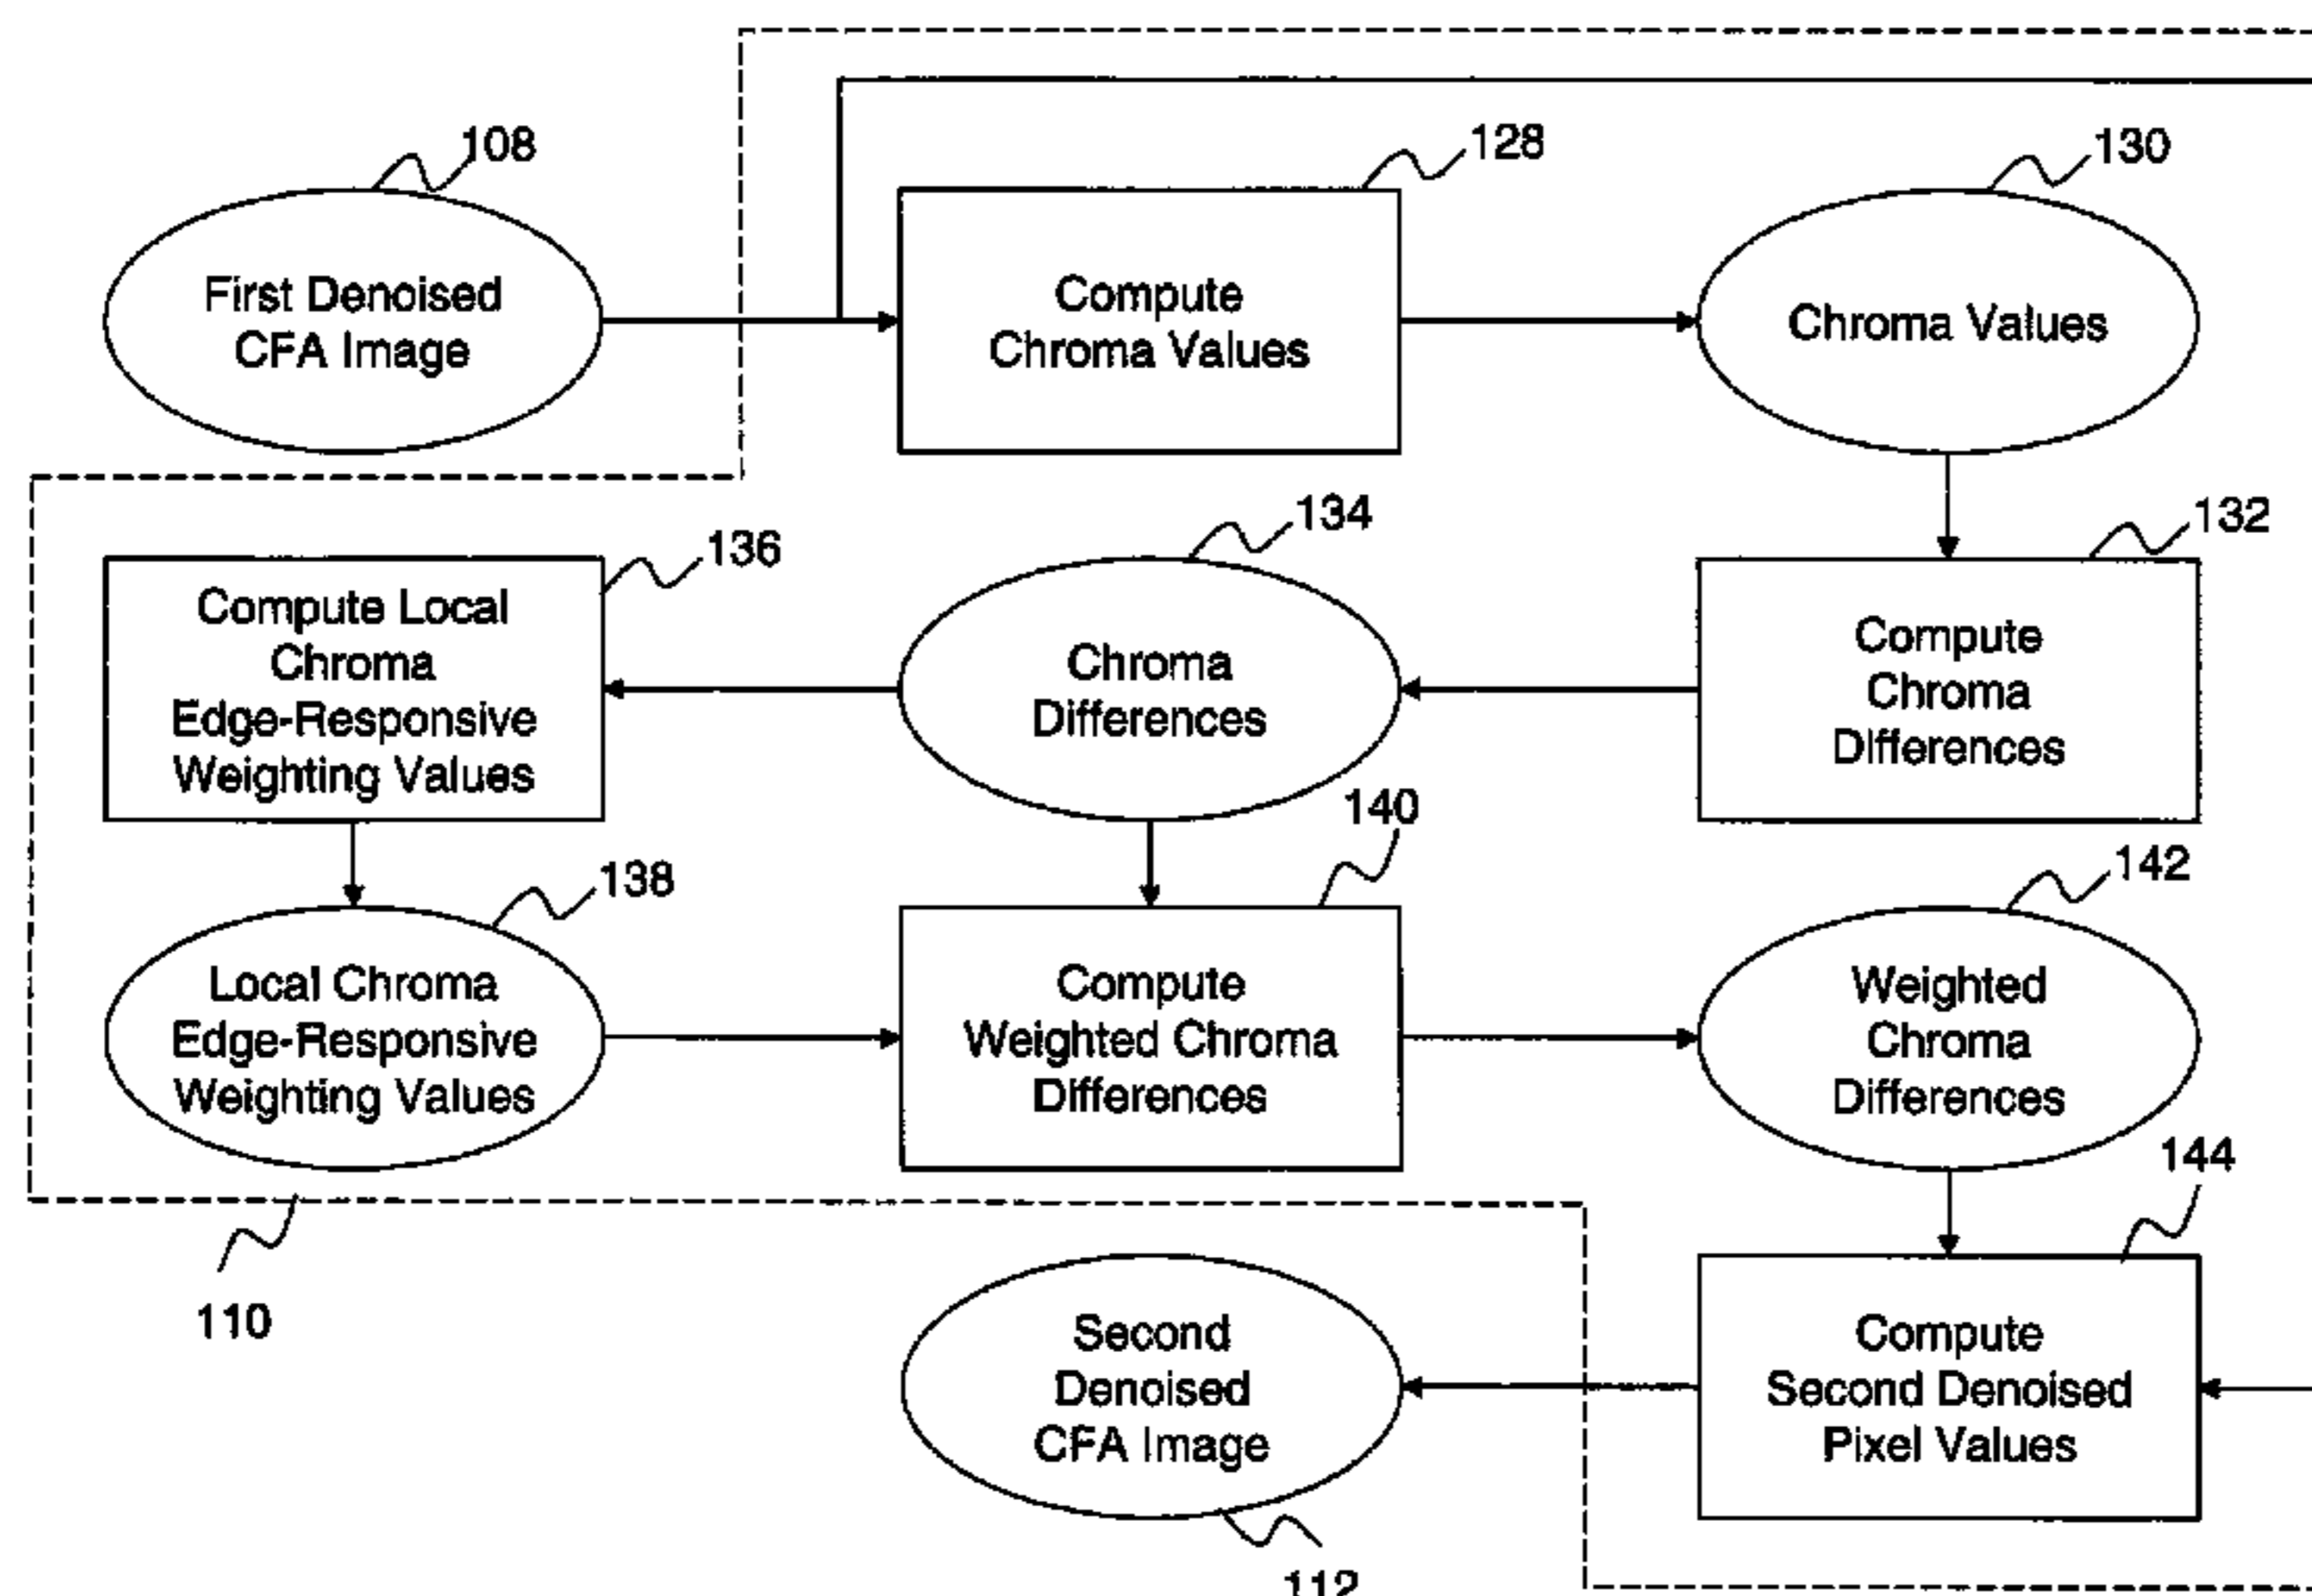 108
First Denoised
CFA Image
128
Compute
Chroma Values
130
Chroma Values
136
Compute Local
Chroma
Edge-Responsive
Weighting Values
134
Chroma
Differences
132
Compute
Chroma
Differences
138
Local Chroma
Edge-Responsive
Weighting Values
140
Compute
Weighted Chroma
Differences
142
Weighted
Chroma
Differences
110
Second
Denoised
CFA Image
112
144
Compute
Second Denoised
Pixel Values